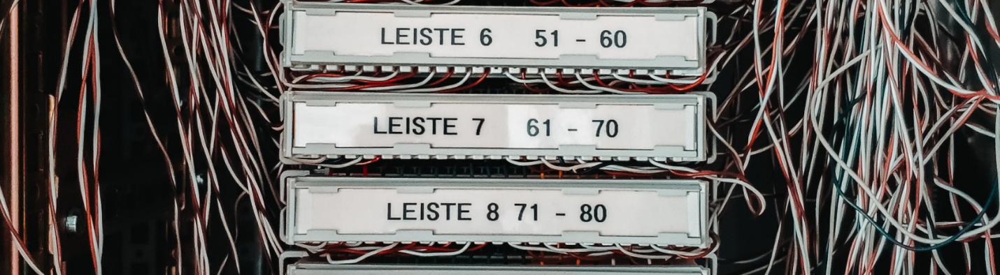 LEISTE 6 51 - 60
LEISTE 7 61 - 70
LEISTE 8 71 - 80